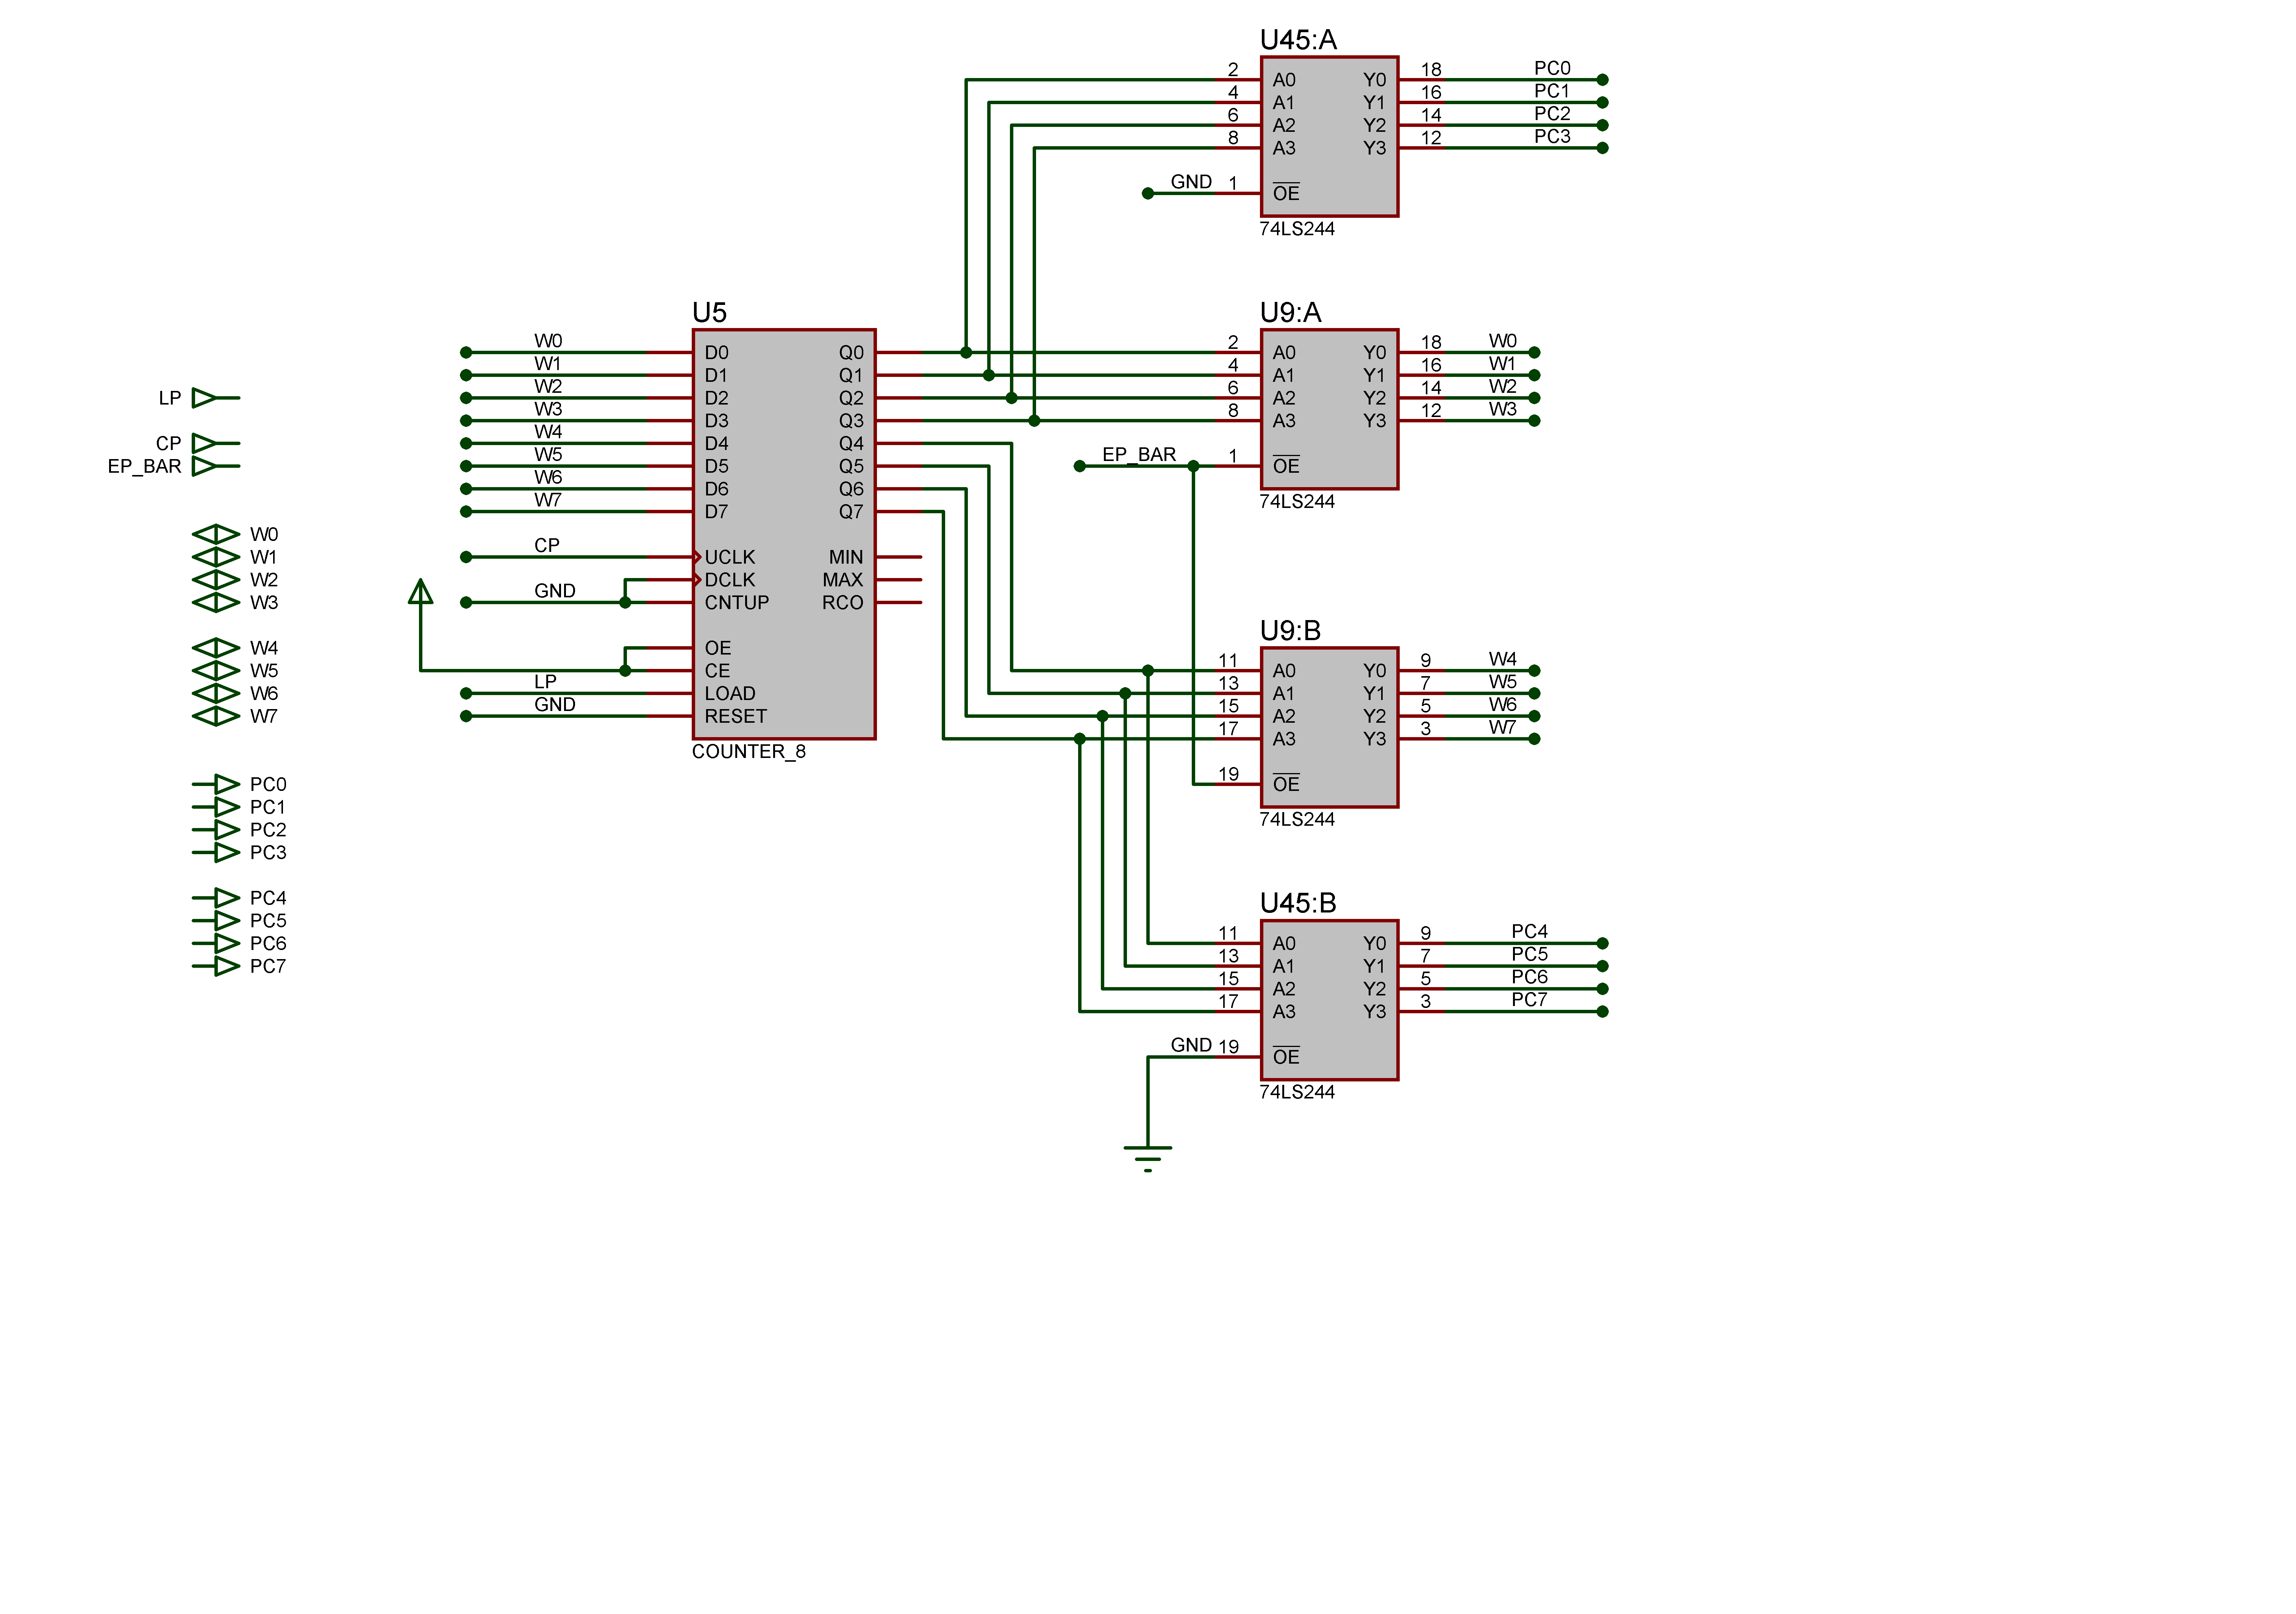 U45:A
2 A0 Y0 18 PC0
4 A1 Y1 16 PC1
6 A2 Y2 14 PC2
8 A3 Y3 12 PC3
GND 1 OE
74LS244
U5
W0 D0 Q0
W1 D1 Q1
W2 D2 Q2
W3 D3 Q3
W4 D4 Q4
W5 D5 Q5
W6 D6 Q6
W7 D7 Q7
CP UCLK MIN
DCLK MAX
GND CNTUP RCO
OE
CE
LP LOAD
GND RESET
COUNTER_8
U9:A
2 A0 Y0 18 W0
4 A1 Y1 16 W1
6 A2 Y2 14 W2
8 A3 Y3 12 W3
EP_BAR 1 OE
74LS244
LP
CP
EP_BAR
W0
W1
W2
W3
W4
W5
W6
W7
PC0
PC1
PC2
PC3
PC4
PC5
PC6
PC7
U9:B
11 A0 Y0 9 W4
13 A1 Y1 7 W5
15 A2 Y2 5 W6
17 A3 Y3 3 W7
19 OE
74LS244
U45:B
11 A0 Y0 9 PC4
13 A1 Y1 7 PC5
15 A2 Y2 5 PC6
17 A3 Y3 3 PC7
GND 19 OE
74LS244